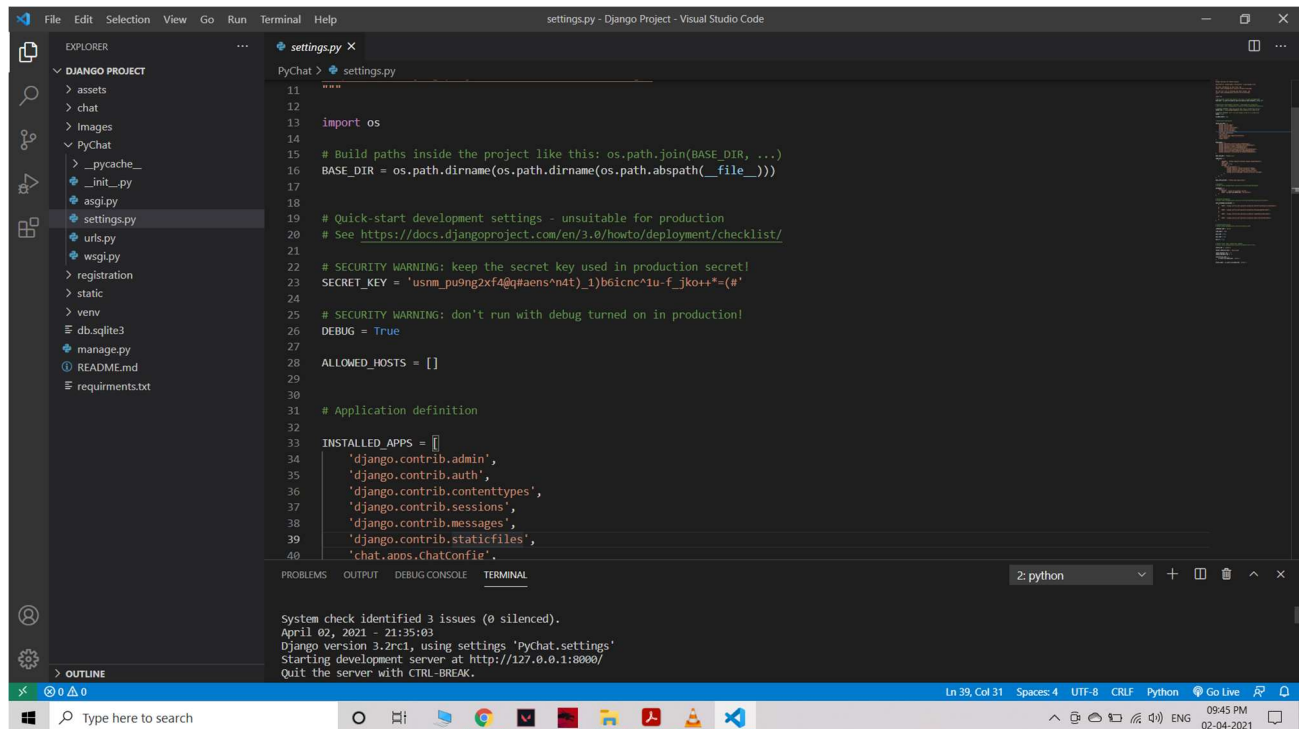 File Edit Selection View Go Run Terminal Help settings.py - Django Project - Visual Studio Code
EXPLORER
DJANGO PROJECT
assets
chat
Images
PyChat
__pycache__
__init__.py
asgi.py
settings.py
urls.py
wsgi.py
registration
static
venv
db.sqlite3
manage.py
README.md
requirments.txt
OUTLINE
settings.py
PyChat > settings.py
11 """
12
13 import os
14
15 # Build paths inside the project like this: os.path.join(BASE_DIR, ...)
16 BASE_DIR = os.path.dirname(os.path.dirname(os.path.abspath(__file__)))
17
18
19 # Quick-start development settings - unsuitable for production
20 # See https://docs.djangoproject.com/en/3.0/howto/deployment/checklist/
21
22 # SECURITY WARNING: keep the secret key used in production secret!
23 SECRET_KEY = 'usnm_pu9ng2xf4@q#aens^n4t)_1)b6icnc^1u-f_jko++*=(#'
24
25 # SECURITY WARNING: don't run with debug turned on in production!
26 DEBUG = True
27
28 ALLOWED_HOSTS = []
29
30
31 # Application definition
32
33 INSTALLED_APPS = [
34 'django.contrib.admin',
35 'django.contrib.auth',
36 'django.contrib.contenttypes',
37 'django.contrib.sessions',
38 'django.contrib.messages',
39 'django.contrib.staticfiles',
40 'chat.apps.ChatConfig',
PROBLEMS OUTPUT DEBUG CONSOLE TERMINAL 2: python
System check identified 3 issues (0 silenced).
April 02, 2021 - 21:35:03
Django version 3.2rc1, using settings 'PyChat.settings'
Starting development server at http://127.0.0.1:8000/
Quit the server with CTRL-BREAK.
0 0 Ln 39, Col 31 Spaces: 4 UTF-8 CRLF Python Go Live
Type here to search
ENG
09:45 PM
02-04-2021